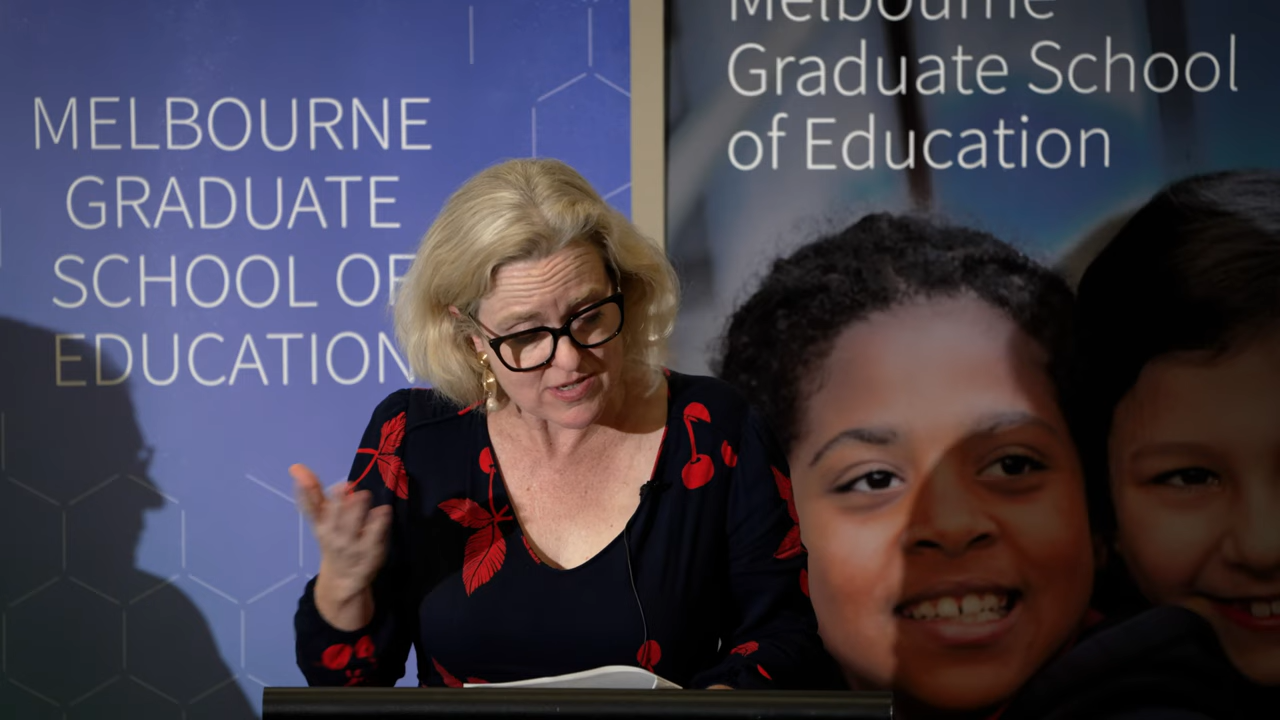 MELBOURNE
GRADUATE
SCHOOL OF
EDUCATION
Melbourne
Graduate School
of Education